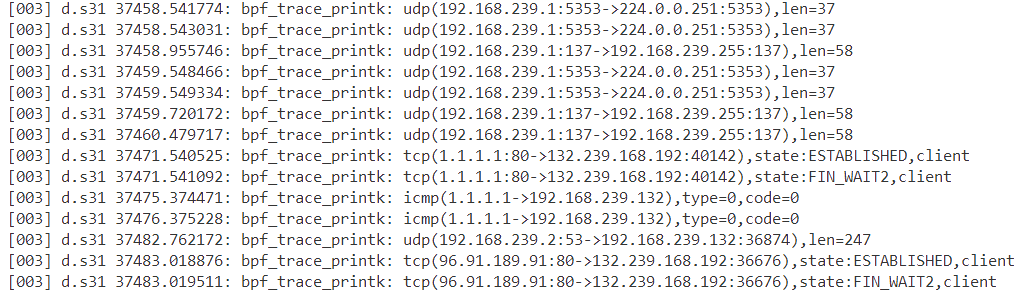 [003] d.s31 37458.541774: bpf_trace_printk: udp(192.168.239.1:5353->224.0.0.251:5353),len=37
[003] d.s31 37458.543031: bpf_trace_printk: udp(192.168.239.1:5353->224.0.0.251:5353),len=37
[003] d.s31 37458.955746: bpf_trace_printk: udp(192.168.239.1:137->192.168.239.255:137),len=58
[003] d.s31 37459.548466: bpf_trace_printk: udp(192.168.239.1:5353->224.0.0.251:5353),len=37
[003] d.s31 37459.549334: bpf_trace_printk: udp(192.168.239.1:5353->224.0.0.251:5353),len=37
[003] d.s31 37459.720172: bpf_trace_printk: udp(192.168.239.1:137->192.168.239.255:137),len=58
[003] d.s31 37460.479717: bpf_trace_printk: udp(192.168.239.1:137->192.168.239.255:137),len=58
[003] d.s31 37471.540525: bpf_trace_printk: tcp(1.1.1.1:80->132.239.168.192:40142),state:ESTABLISHED,client
[003] d.s31 37471.541092: bpf_trace_printk: tcp(1.1.1.1:80->132.239.168.192:40142),state:FIN_WAIT2,client
[003] d.s31 37475.374471: bpf_trace_printk: icmp(1.1.1.1->192.168.239.132),type=0,code=0
[003] d.s31 37476.375228: bpf_trace_printk: icmp(1.1.1.1->192.168.239.132),type=0,code=0
[003] d.s31 37482.762172: bpf_trace_printk: udp(192.168.239.2:53->192.168.239.132:36874),len=247
[003] d.s31 37483.018876: bpf_trace_printk: tcp(96.91.189.91:80->132.239.168.192:36676),state:ESTABLISHED,client
[003] d.s31 37483.019511: bpf_trace_printk: tcp(96.91.189.91:80->132.239.168.192:36676),state:FIN_WAIT2,client